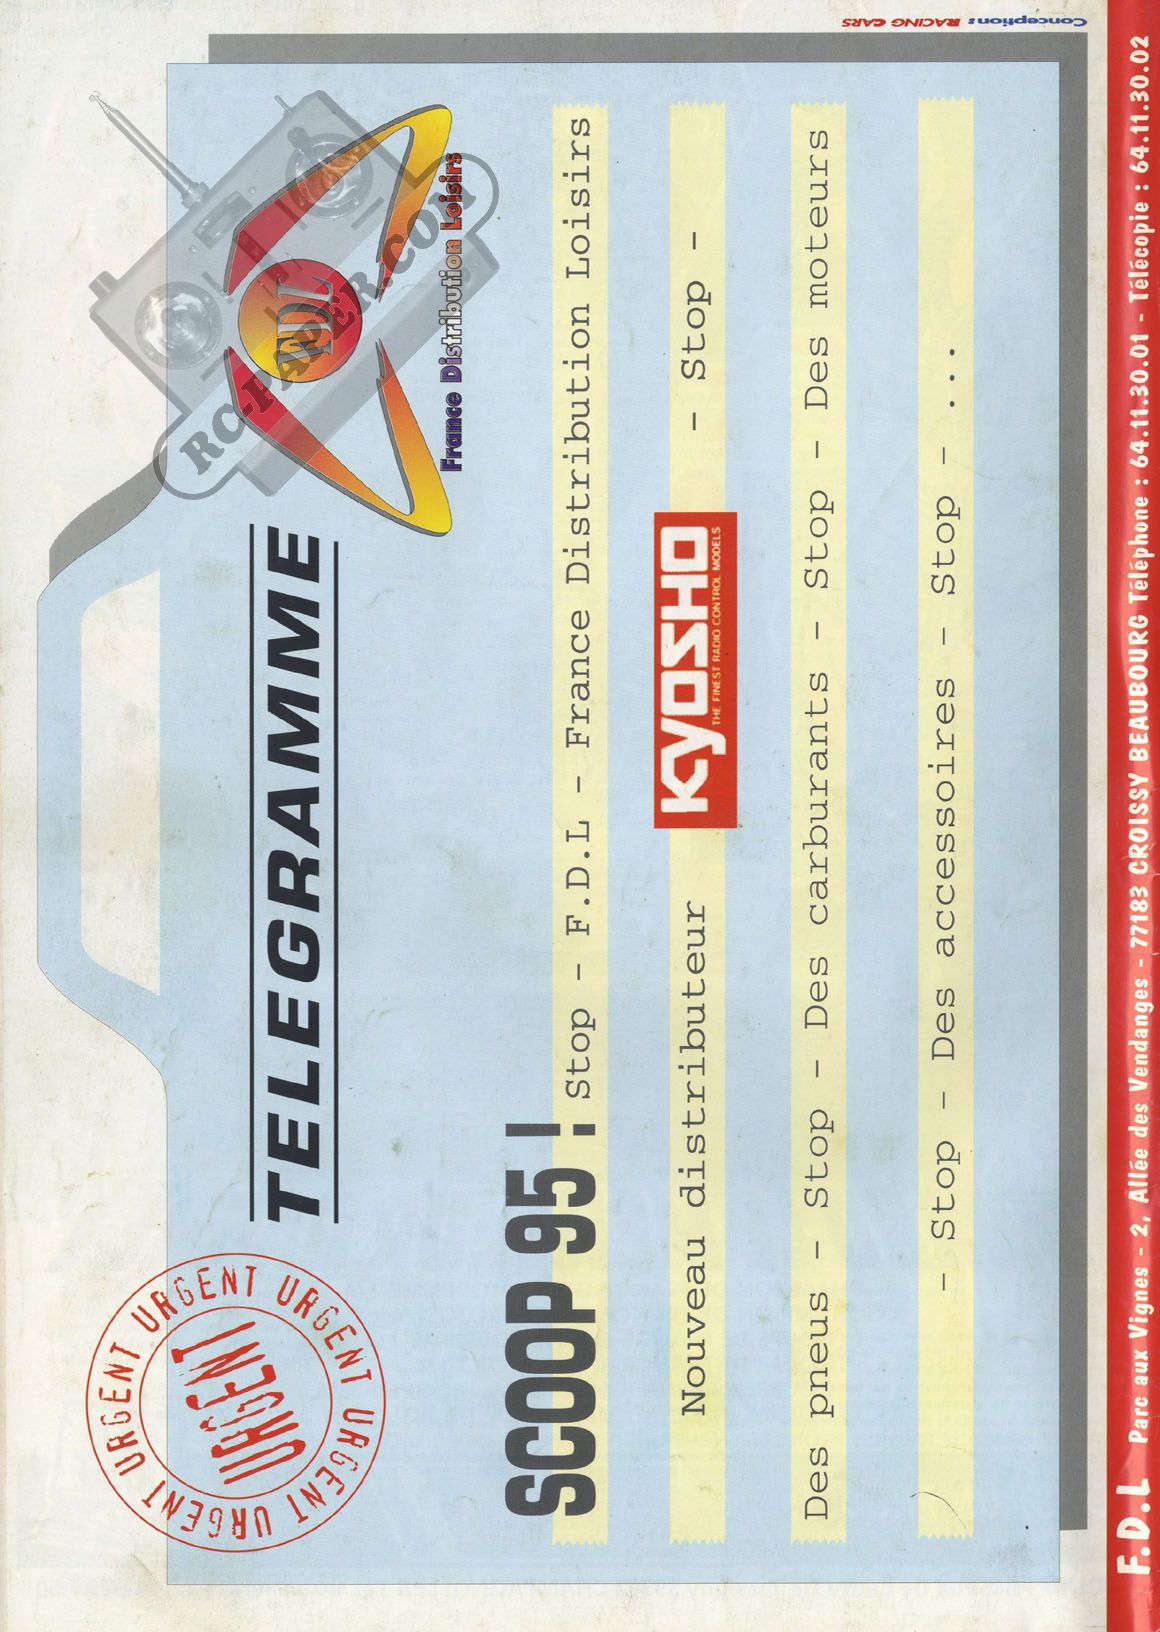 URGENT URGENT URGENT URGENT URGENT
URGENT
TELEGRAMME
FDL
France Distribution Loisirs
RC-PAPER.COM
SCOOP 95 ! Stop - F.D.L - France Distribution Loisirs
Nouveau distributeur KYOSHO - Stop -
THE FINEST RADIO CONTROL MODELS
Des pneus - Stop - Des carburants - Stop - Des moteurs
- Stop - Des accessoires - Stop - ...
Conception: RACING CARS
F.D.L Parc aux Vignes - 2, Allée des Vendanges - 77183 CROISSY BEAUBOURG Téléphone : 64.11.30.01 - Télécopie : 64.11.30.02